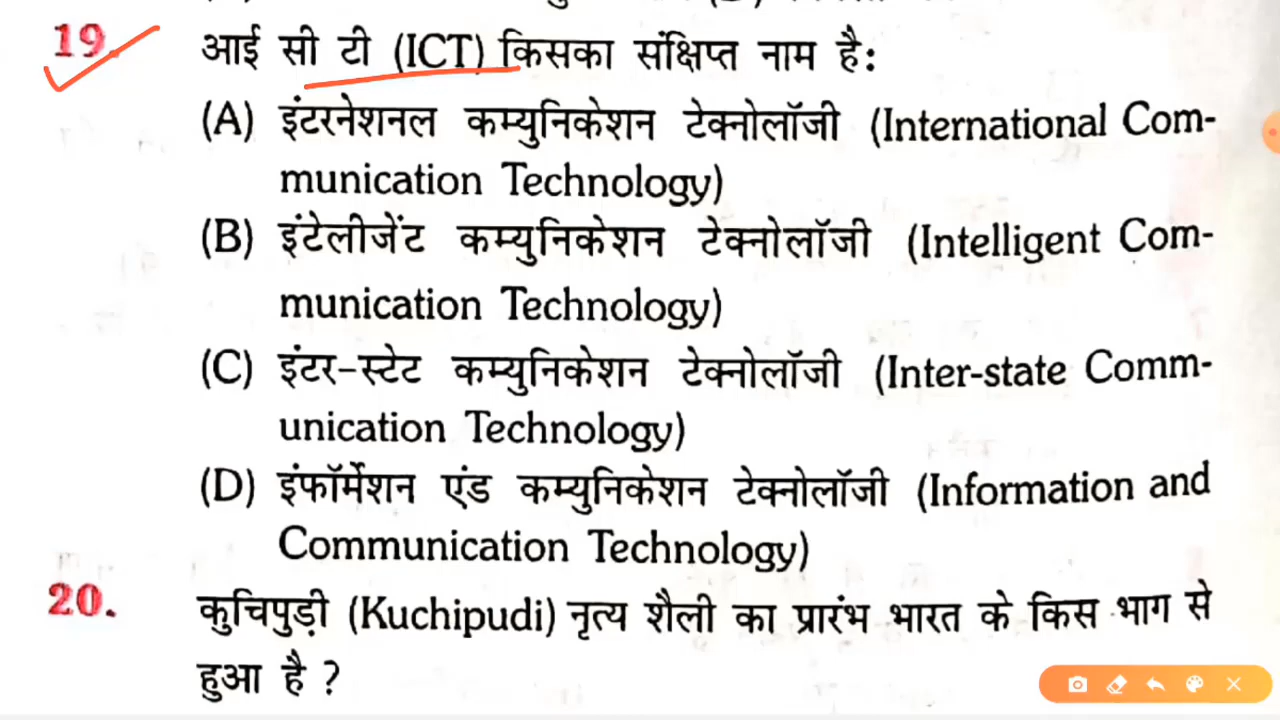 19. आई सी टी (ICT) किसका संक्षिप्त नाम है:
(A) इंटरनेशनल कम्युनिकेशन टेक्नोलॉजी (International Com-
munication Technology)
(B) इंटेलीजेंट कम्युनिकेशन टेक्नोलॉजी (Intelligent Com-
munication Technology)
(C) इंटर-स्टेट कम्युनिकेशन टेक्नोलॉजी (Inter-state Comm-
unication Technology)
(D) इंफॉर्मेशन एंड कम्युनिकेशन टेक्नोलॉजी (Information and
Communication Technology)
20. कुचिपुड़ी (Kuchipudi) नृत्य शैली का प्रारंभ भारत के किस भाग से
हुआ है ?